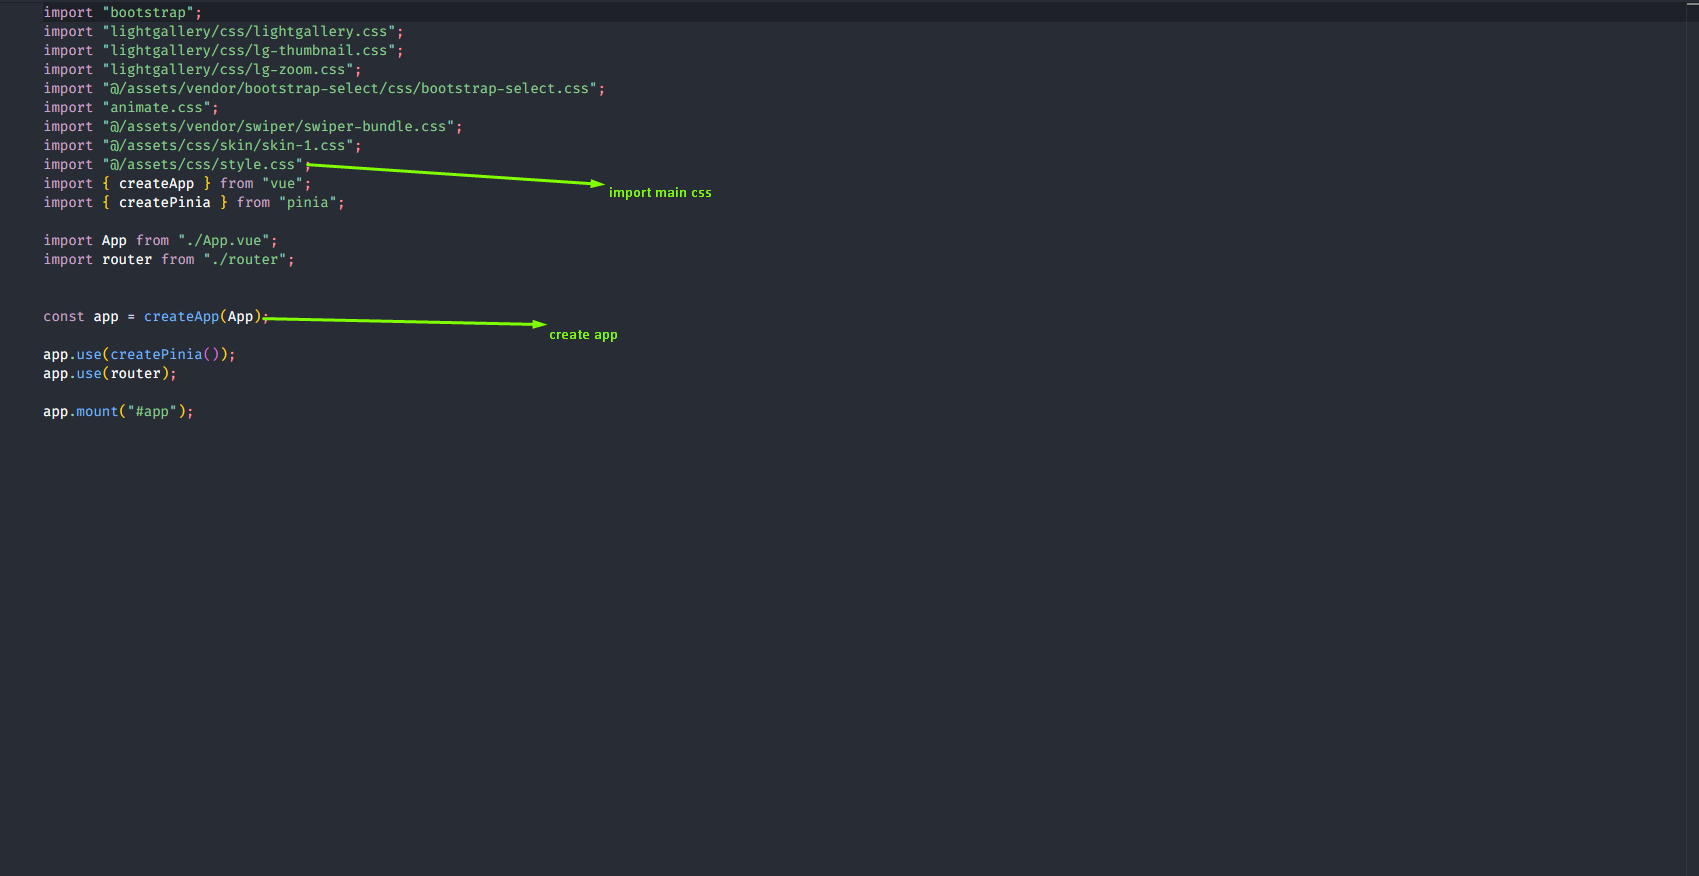 import "bootstrap";
import "lightgallery/css/lightgallery.css";
import "lightgallery/css/lg-thumbnail.css";
import "lightgallery/css/lg-zoom.css";
import "@/assets/vendor/bootstrap-select/css/bootstrap-select.css";
import "animate.css";
import "@/assets/vendor/swiper/swiper-bundle.css";
import "@/assets/css/skin/skin-1.css";
import "@/assets/css/style.css";
import { createApp } from "vue";
import main css
import { createPinia } from "pinia";
import App from "./App.vue";
import router from "./router";
const app = createApp(App);
create app
app.use(createPinia());
app.use(router);
app.mount("#app");